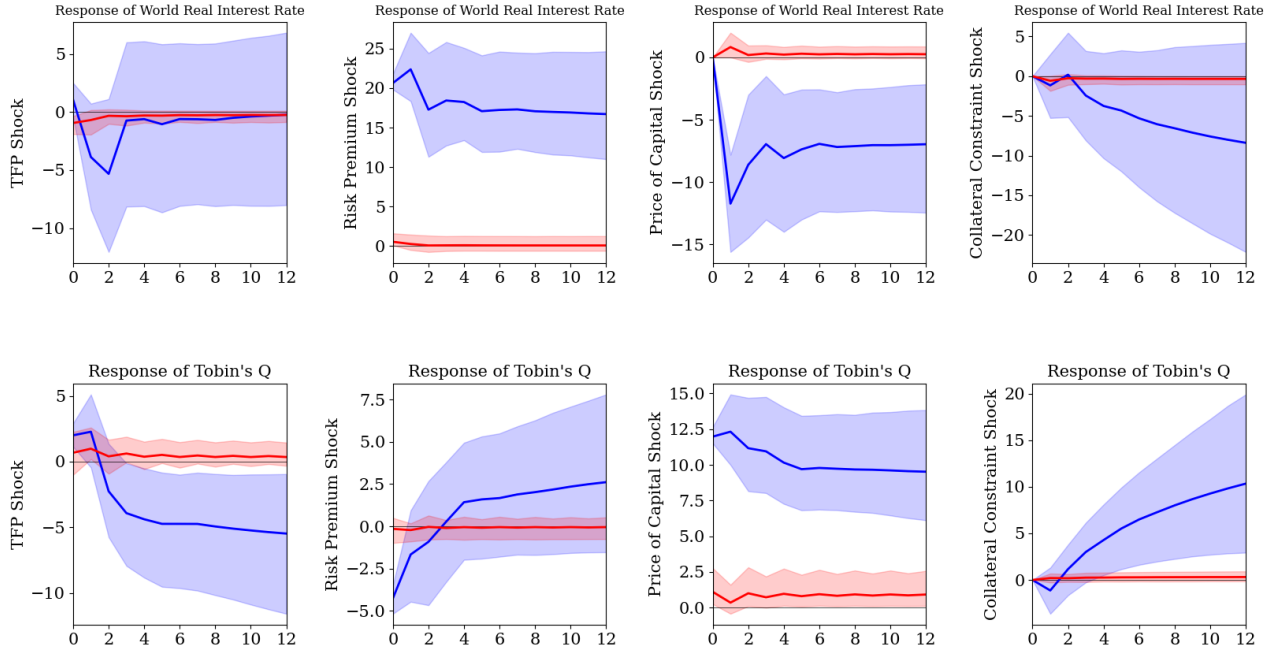 Response of World Real Interest Rate
TFP Shock
5
0
−5
−10
0 2 4 6 8 10 12
Response of World Real Interest Rate
Risk Premium Shock
25
20
15
10
5
0
0 2 4 6 8 10 12
Response of World Real Interest Rate
Price of Capital Shock
0
−5
−10
−15
0 2 4 6 8 10 12
Response of World Real Interest Rate
Collateral Constraint Shock
5
0
−5
−10
−15
−20
0 2 4 6 8 10 12
Response of Tobin's Q
TFP Shock
5
0
−5
−10
0 2 4 6 8 10 12
Response of Tobin's Q
Risk Premium Shock
7.5
5.0
2.5
0.0
−2.5
−5.0
0 2 4 6 8 10 12
Response of Tobin's Q
Price of Capital Shock
15.0
12.5
10.0
7.5
5.0
2.5
0.0
0 2 4 6 8 10 12
Response of Tobin's Q
Collateral Constraint Shock
20
15
10
5
0
0 2 4 6 8 10 12